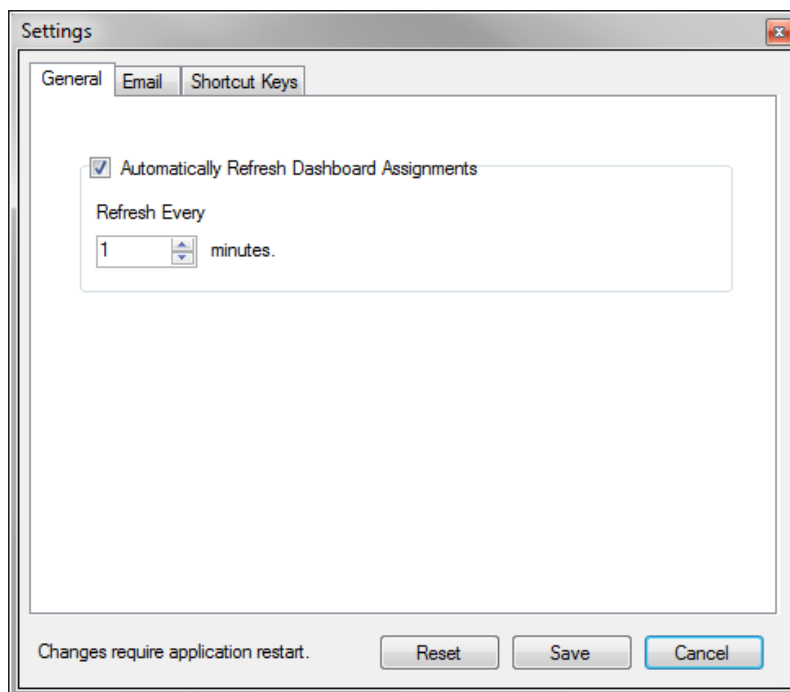 Settings
General Email Shortcut Keys
Automatically Refresh Dashboard Assignments
Refresh Every
1 minutes.
Changes require application restart. Reset Save Cancel